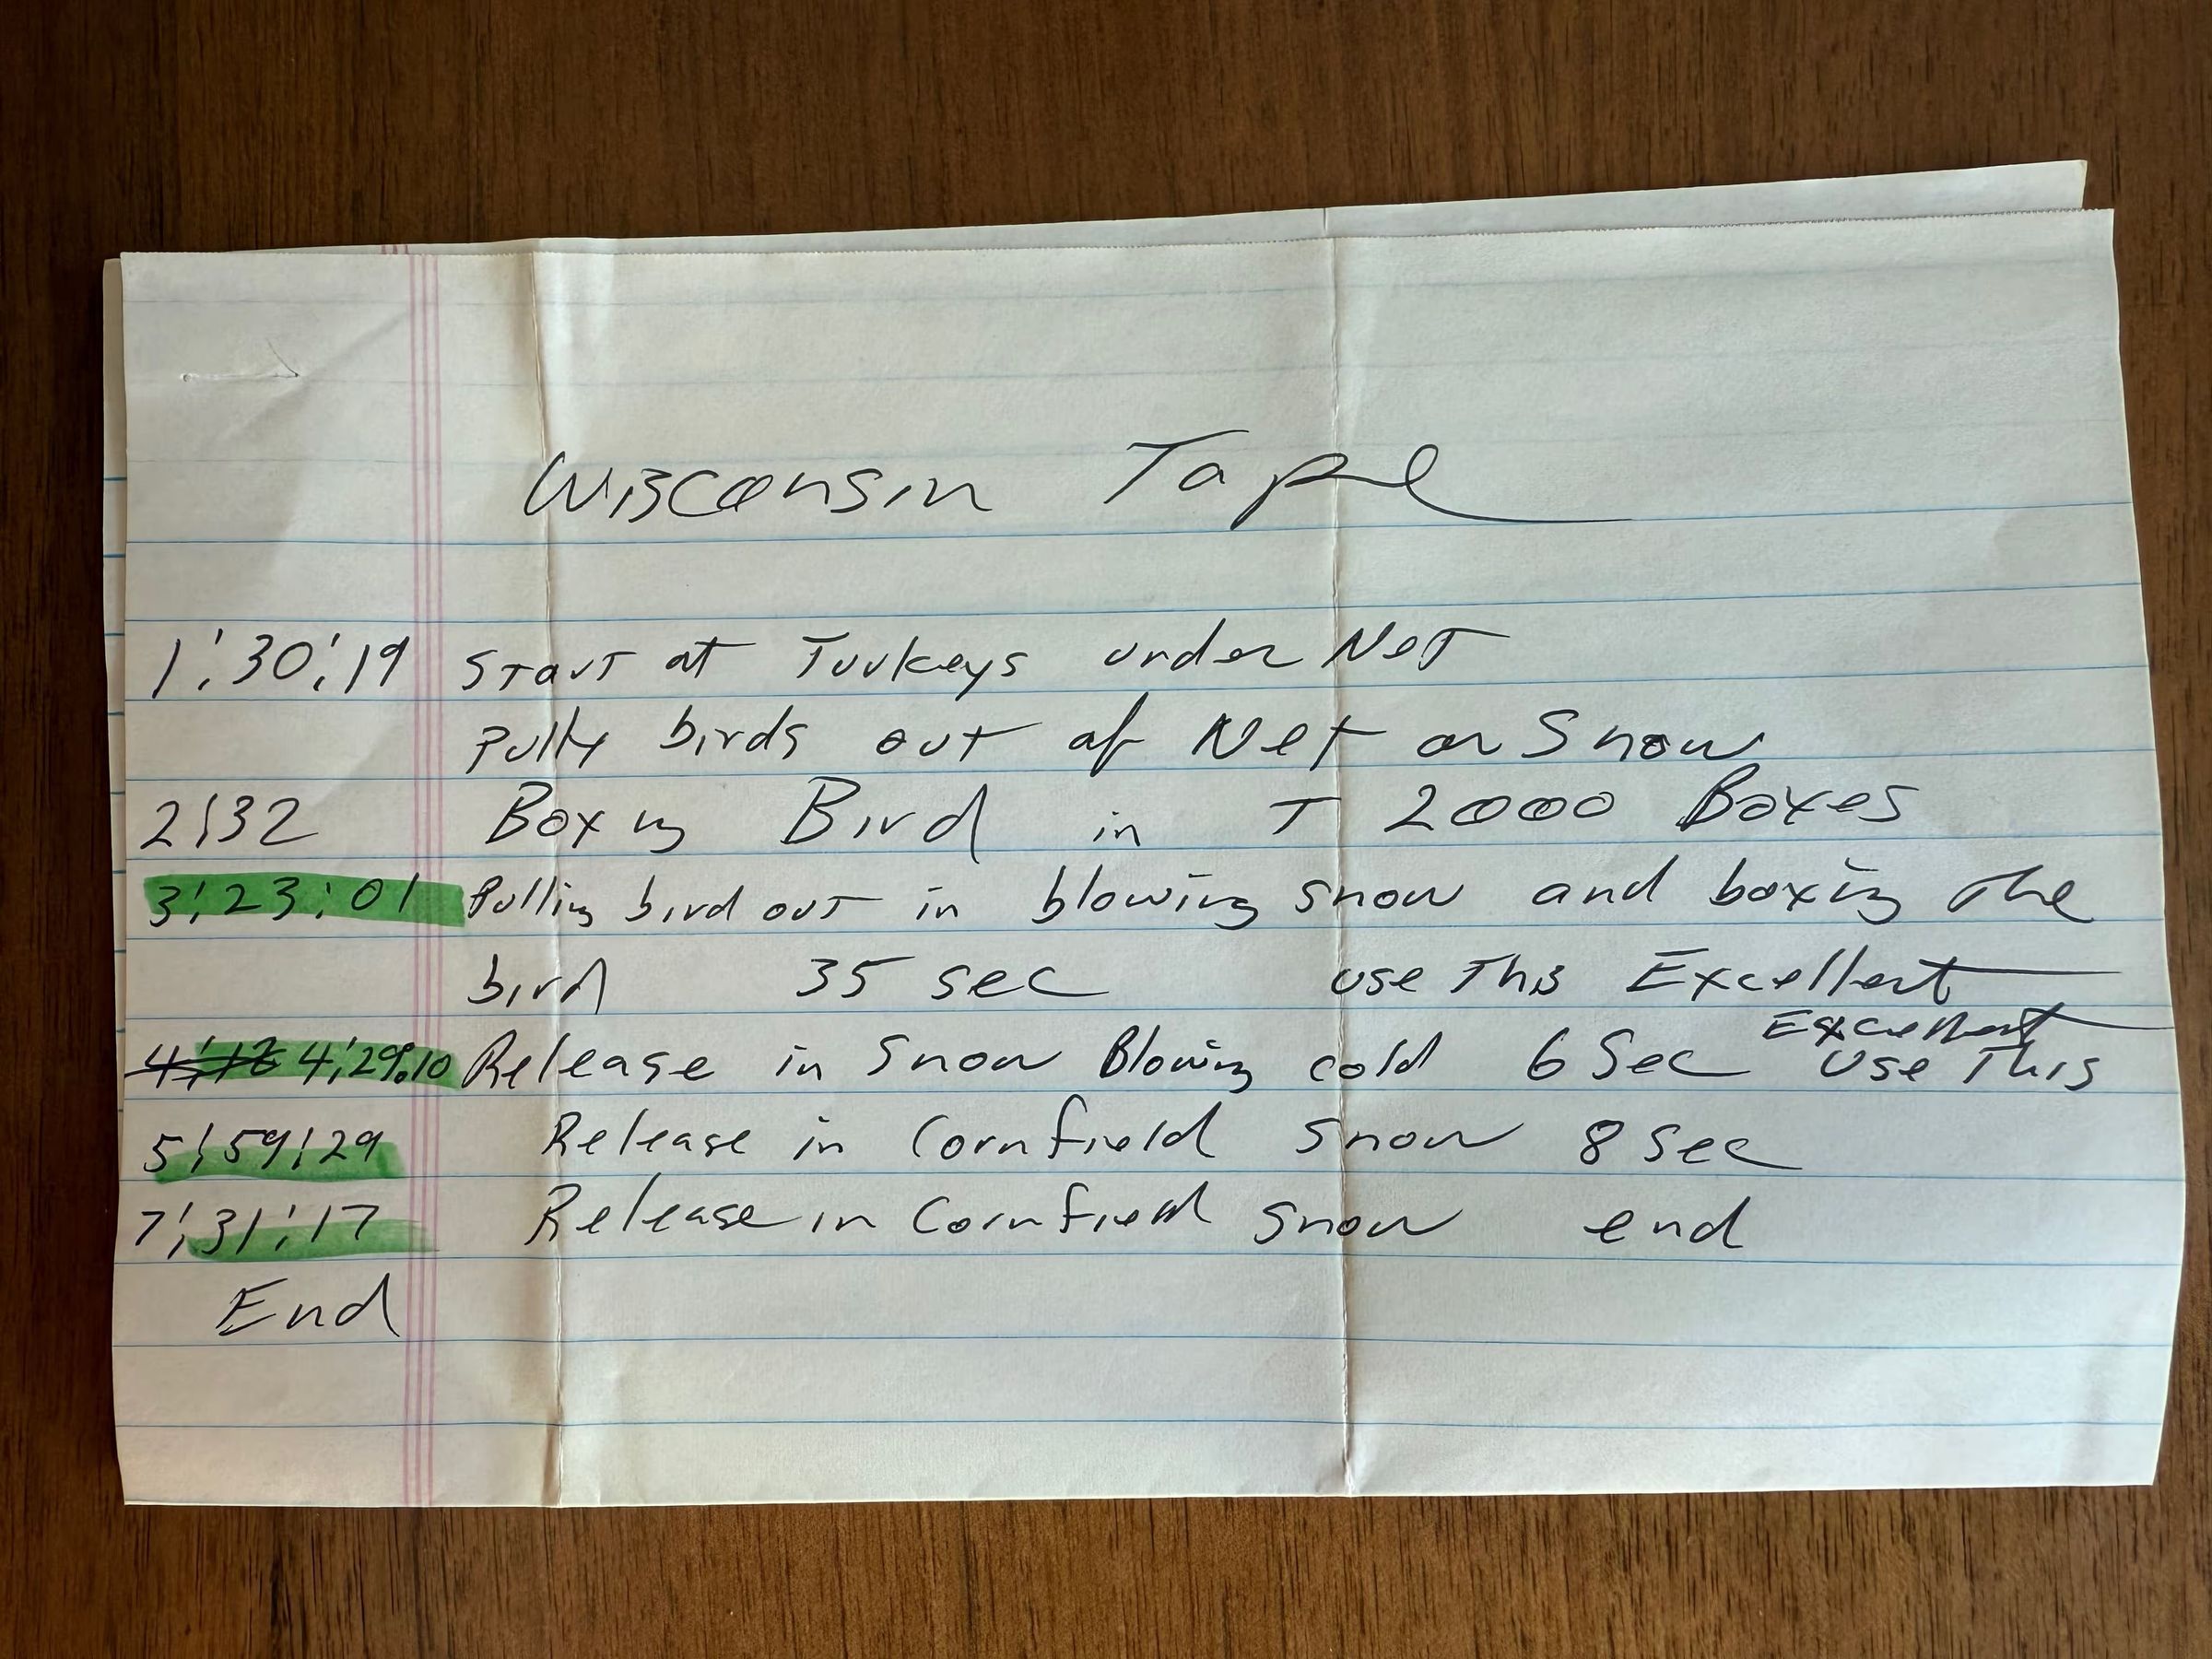 Wisconsin Tape
1:30:19 Start at Turkeys under Net
Pully birds out of Net on Snow
2:32 Boxing Bird in T 2000 Boxes
3:23:01 Pulling bird out in blowing snow and boxing the
bird 35 sec use This Excellent
4:29.10 Release in Snow Blowing cold 6 Sec Excellent Use This
5:59:29 Release in Cornfield snow 8 sec
7:31:17 Release in Cornfield snow end
End